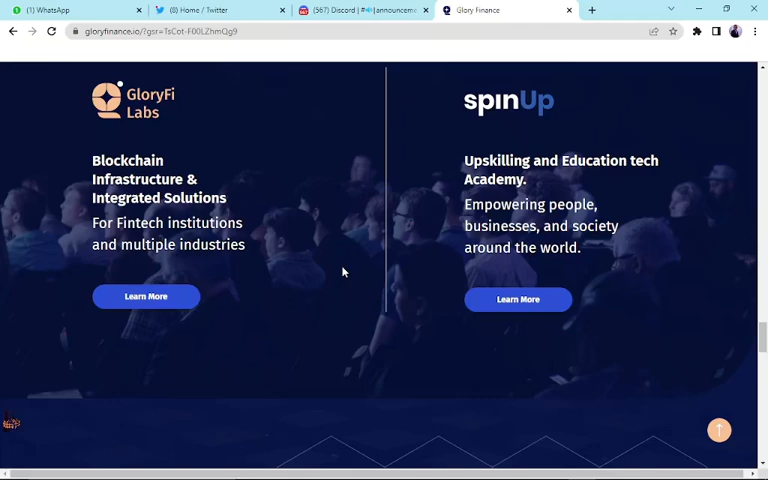 (1) WhatsApp
(8) Home / Twitter
(567) Discord | #📢|announceme
Glory Finance
gloryfinance.io/?gsr=TsCot-F00LZhmQg9
GloryFi
Labs
spınUp
Blockchain
Infrastructure &
Integrated Solutions
For Fintech institutions
and multiple industries
Learn More
Upskilling and Education tech
Academy.
Empowering people,
businesses, and society
around the world.
Learn More